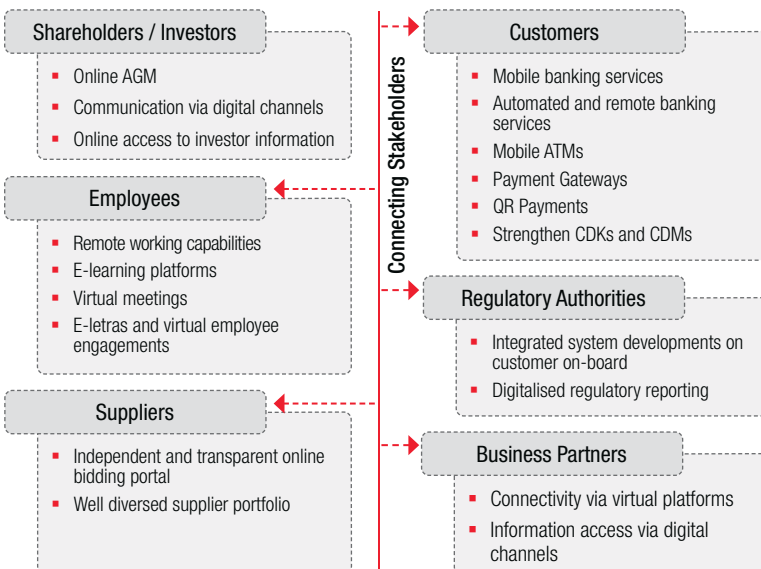 Shareholders / Investors
Online AGM
Communication via digital channels
Online access to investor information
Employees
Remote working capabilities
E-learning platforms
Virtual meetings
E-letras and virtual employee
engagements
Suppliers
Independent and transparent online
bidding portal
Well diversed supplier portfolio
Connecting Stakeholders
Customers
Mobile banking services
Automated and remote banking
services
Mobile ATMs
Payment Gateways
QR Payments
Strengthen CDKs and CDMs
Regulatory Authorities
Integrated system developments on
customer on-board
Digitalised regulatory reporting
Business Partners
Connectivity via virtual platforms
Information access via digital
channels